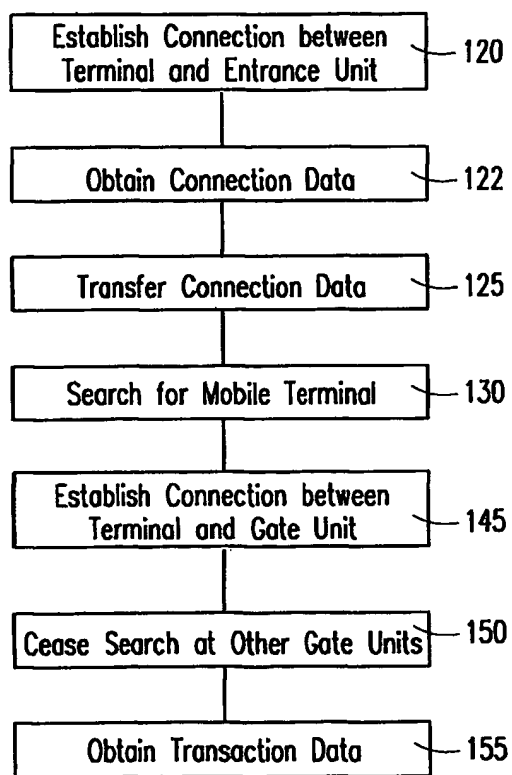 Establish Connection between
Terminal and Entrance Unit
120
Obtain Connection Data
122
Transfer Connection Data
125
Search for Mobile Terminal
130
Establish Connection between
Terminal and Gate Unit
145
Cease Search at Other Gate Units
150
Obtain Transaction Data
155